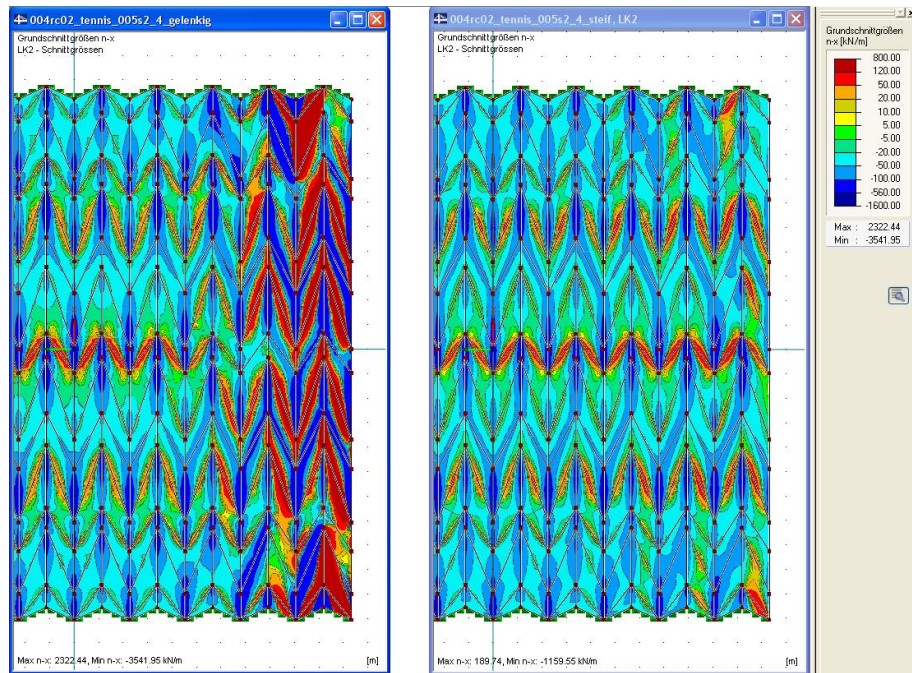 004rc02_tennis_005s2_4_gelenkig
Grundschnittgrößen n-x
LK2 - Schnittgrössen
Max n-x: 2322.44, Min n-x: -3541.95 kN/m
[m]
004rc02_tennis_005s2_4_steif, LK2
Grundschnittgrößen n-x
LK2 - Schnittgrössen
Max n-x: 189.74, Min n-x: -1159.55 kN/m
[m]
Grundschnittgrößen
n-x [kN/m]
800.00
120.00
50.00
20.00
10.00
5.00
-5.00
-20.00
-50.00
-100.00
-560.00
-1600.00
Max : 2322.44
Min : -3541.95